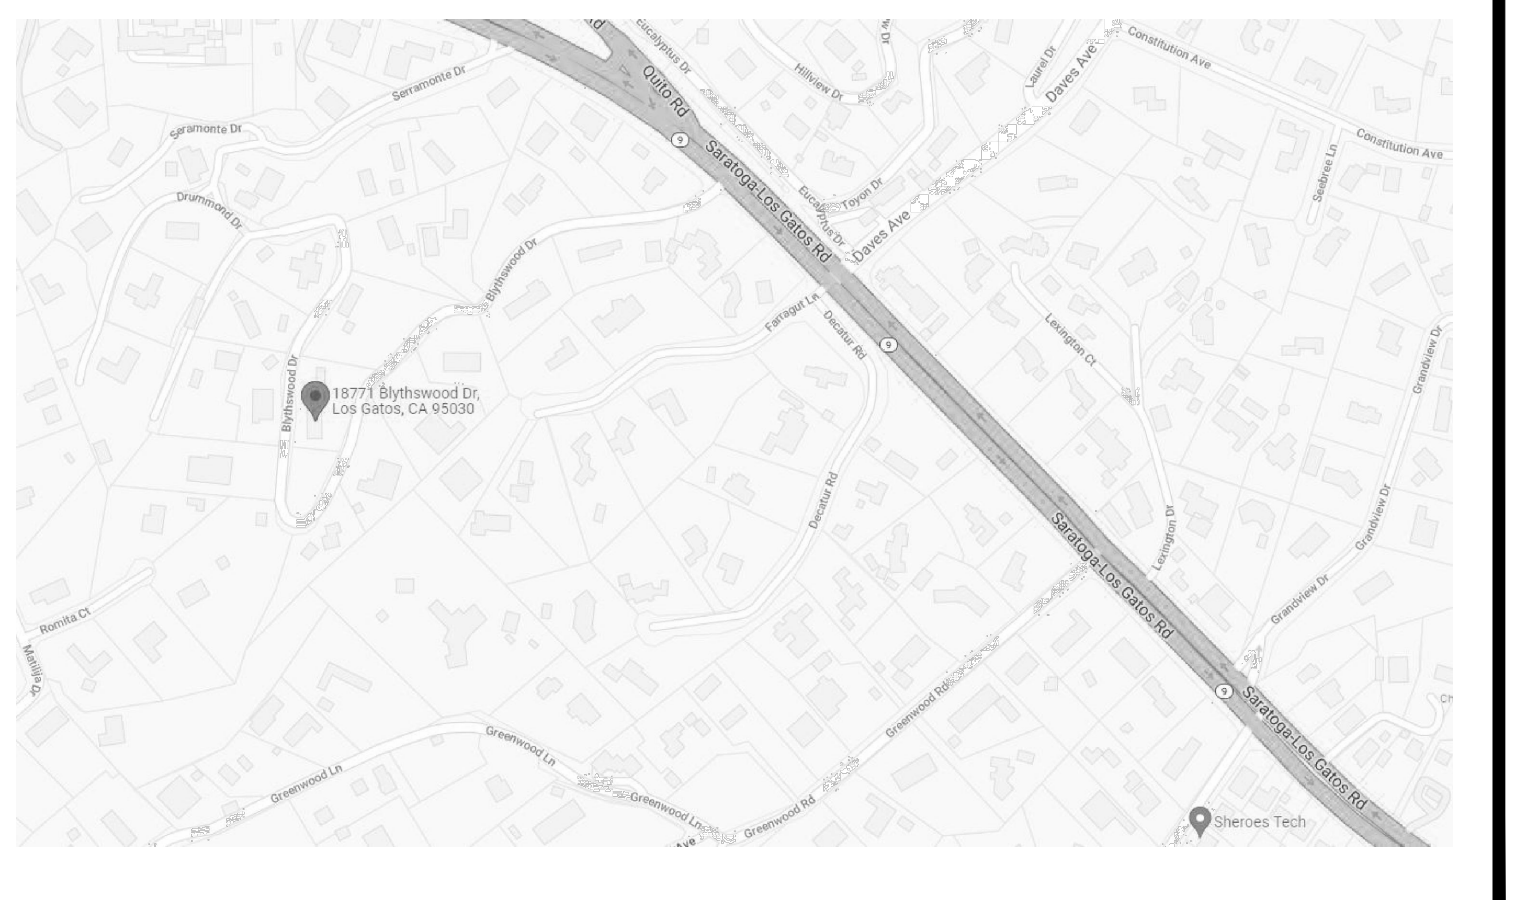 Eucalyptus Dr
Hillview Dr
w Dr
Laurel Dr
Daves Ave
Constitution Ave
Quito Rd
Serramonte Dr
Seramonte Dr
9
Saratoga-Los Gatos Rd
Constitution Ave
Seebree Ln
Drummond Dr
Eucalyptus Dr
Toyon Dr
Daves Ave
Blythswood Dr
Farragut Ln
Decatur Rd
9
Lexington Ct
Grandview Dr
Blythswood Dr
18771 Blythswood Dr,
Los Gatos, CA 95030
Decatur Rd
Saratoga-Los Gatos Rd
Lexington Dr
Grandview Dr
Grandview Dr
Romita Ct
Matilija Dr
9
Saratoga-Los Gatos Rd
Ch
Greenwood Rd
Greenwood Ln
Greenwood Ln
Greenwood Ln
Greenwood Rd
Ave
Sheroes Tech